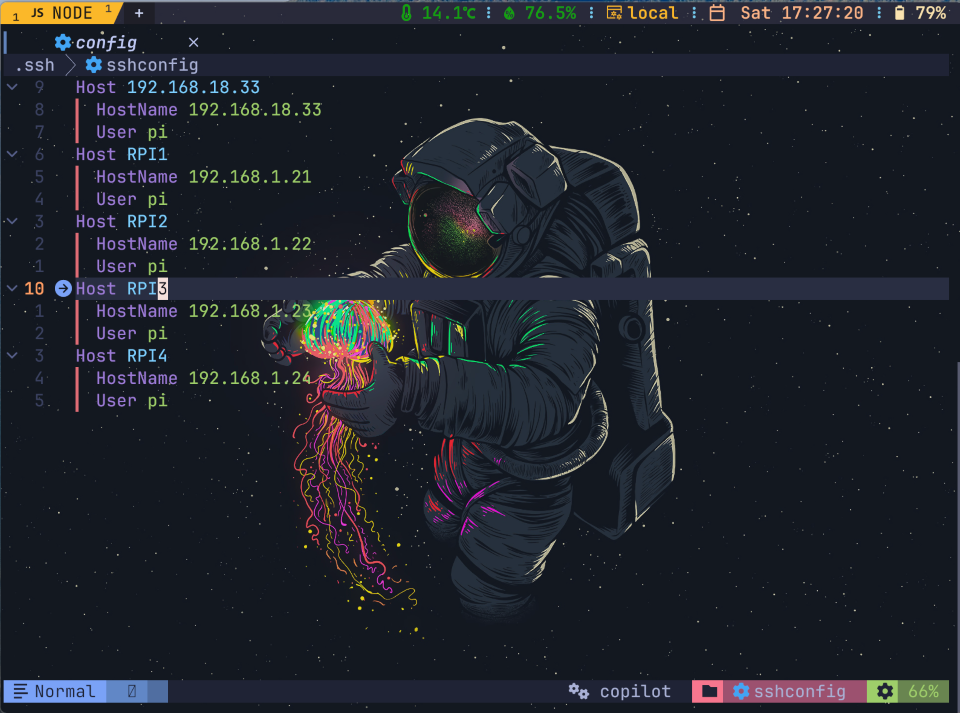 1 JS NODE 1 + 14.1℃ 76.5% local Sat 17:27:20 79%
config ×
.ssh > sshconfig
9 Host 192.168.18.33
8 HostName 192.168.18.33
7 User pi
6 Host RPI1
5 HostName 192.168.1.21
4 User pi
3 Host RPI2
2 HostName 192.168.1.22
1 User pi
10 Host RPI3
1 HostName 192.168.1.23
2 User pi
3 Host RPI4
4 HostName 192.168.1.24
5 User pi
Normal copilot sshconfig 66%